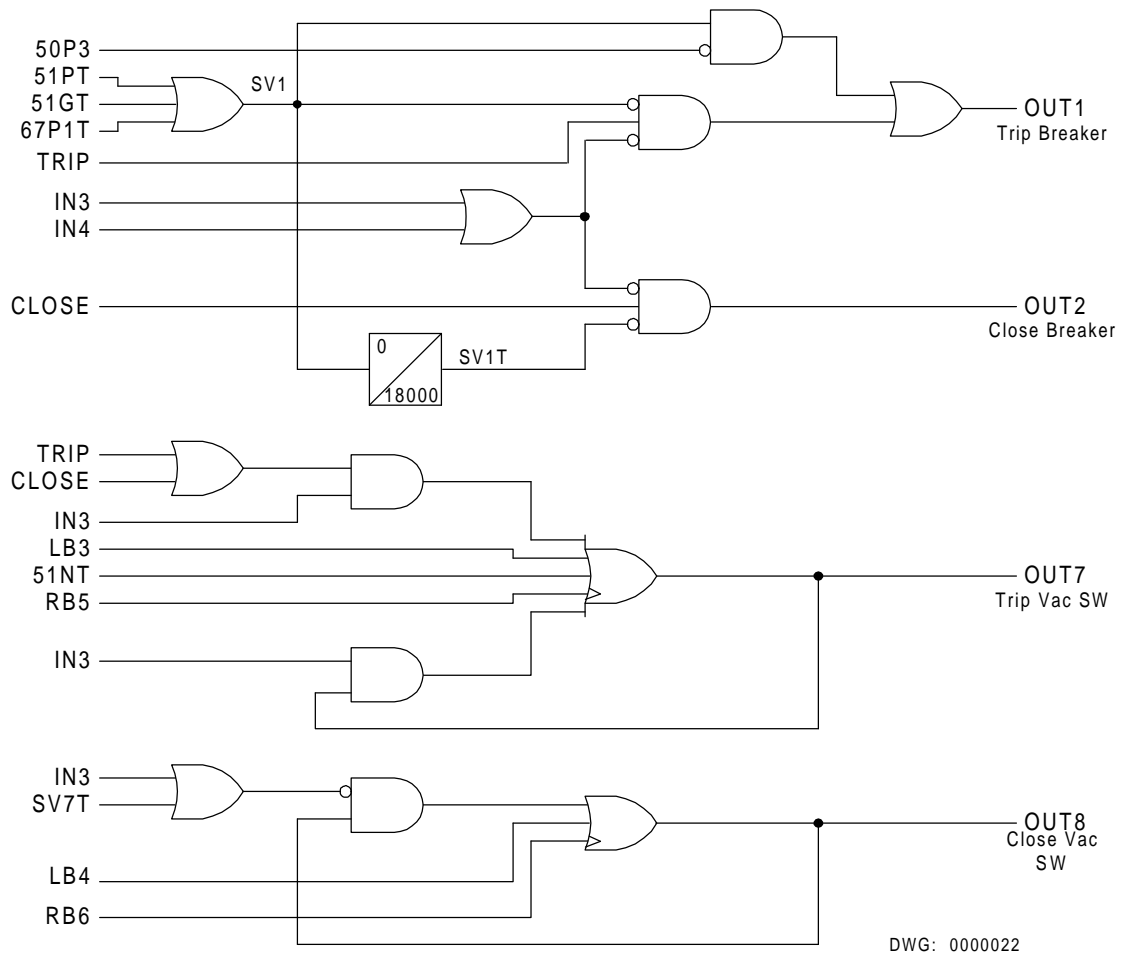 50P3
51PT
SV1
51GT
OUT1
67P1T
Trip Breaker
TRIP
IN3
IN4
CLOSE
OUT2
Close Breaker
0
SV1T
18000
TRIP
CLOSE
IN3
LB3
51NT
OUT7
RB5
Trip Vac SW
IN3
IN3
SV7T
OUT8
Close Vac
SW
LB4
RB6
DWG: 0000022